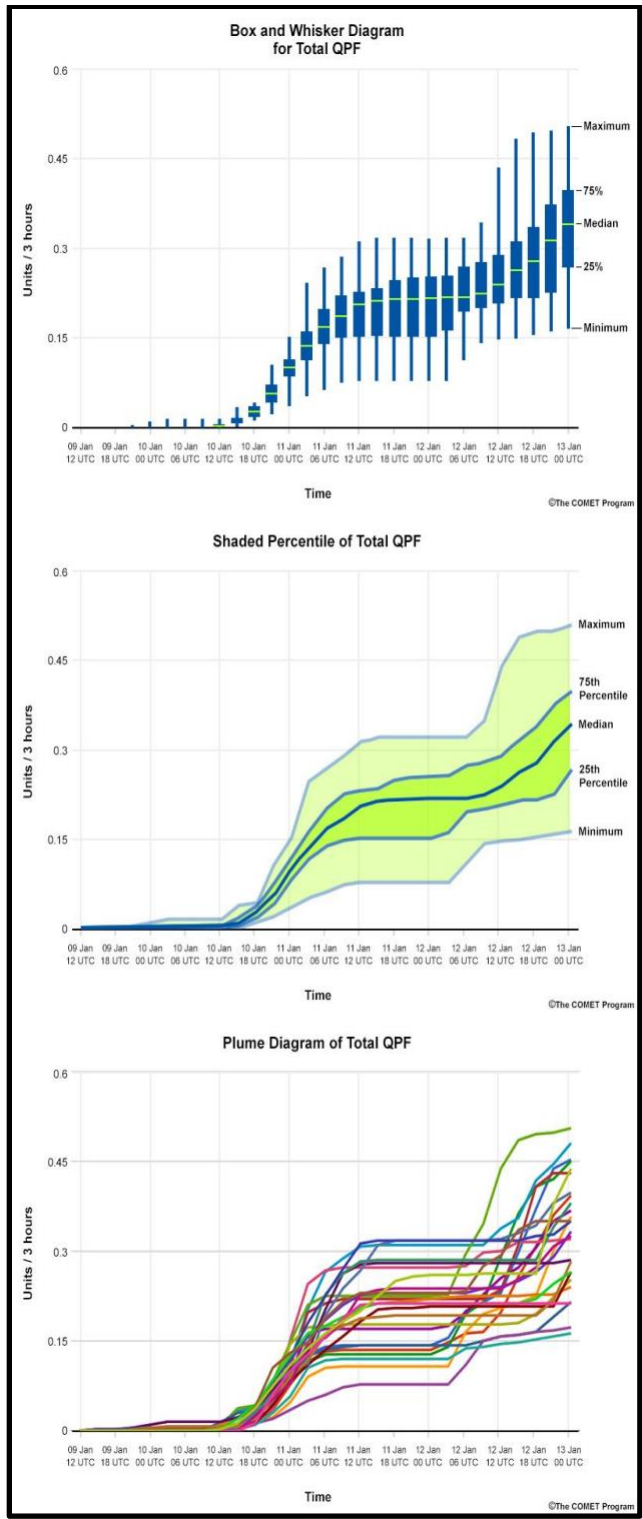 Box and Whisker Diagram
for Total QPF
0.6
0.45
0.3
0.15
0
Units / 3 hours
Maximum
75%
Median
25%
Minimum
09 Jan 09 Jan 10 Jan 10 Jan 10 Jan 10 Jan 11 Jan 11 Jan 11 Jan 11 Jan 12 Jan 12 Jan 12 Jan 12 Jan 13 Jan
12 UTC 18 UTC 00 UTC 06 UTC 12 UTC 18 UTC 00 UTC 06 UTC 12 UTC 18 UTC 00 UTC 06 UTC 12 UTC 18 UTC 00 UTC
Time
©The COMET Program
Shaded Percentile of Total QPF
0.6
0.45
0.3
0.15
0
Units / 3 hours
Maximum
75th
Percentile
Median
25th
Percentile
Minimum
09 Jan 09 Jan 10 Jan 10 Jan 10 Jan 10 Jan 11 Jan 11 Jan 11 Jan 11 Jan 12 Jan 12 Jan 12 Jan 12 Jan 13 Jan
12 UTC 18 UTC 00 UTC 06 UTC 12 UTC 18 UTC 00 UTC 06 UTC 12 UTC 18 UTC 00 UTC 06 UTC 12 UTC 18 UTC 00 UTC
Time
©The COMET Program
Plume Diagram of Total QPF
0.6
0.45
0.3
0.15
0
Units / 3 hours
09 Jan 09 Jan 10 Jan 10 Jan 10 Jan 10 Jan 11 Jan 11 Jan 11 Jan 11 Jan 12 Jan 12 Jan 12 Jan 12 Jan 13 Jan
12 UTC 18 UTC 00 UTC 06 UTC 12 UTC 18 UTC 00 UTC 06 UTC 12 UTC 18 UTC 00 UTC 06 UTC 12 UTC 18 UTC 00 UTC
Time
©The COMET Program